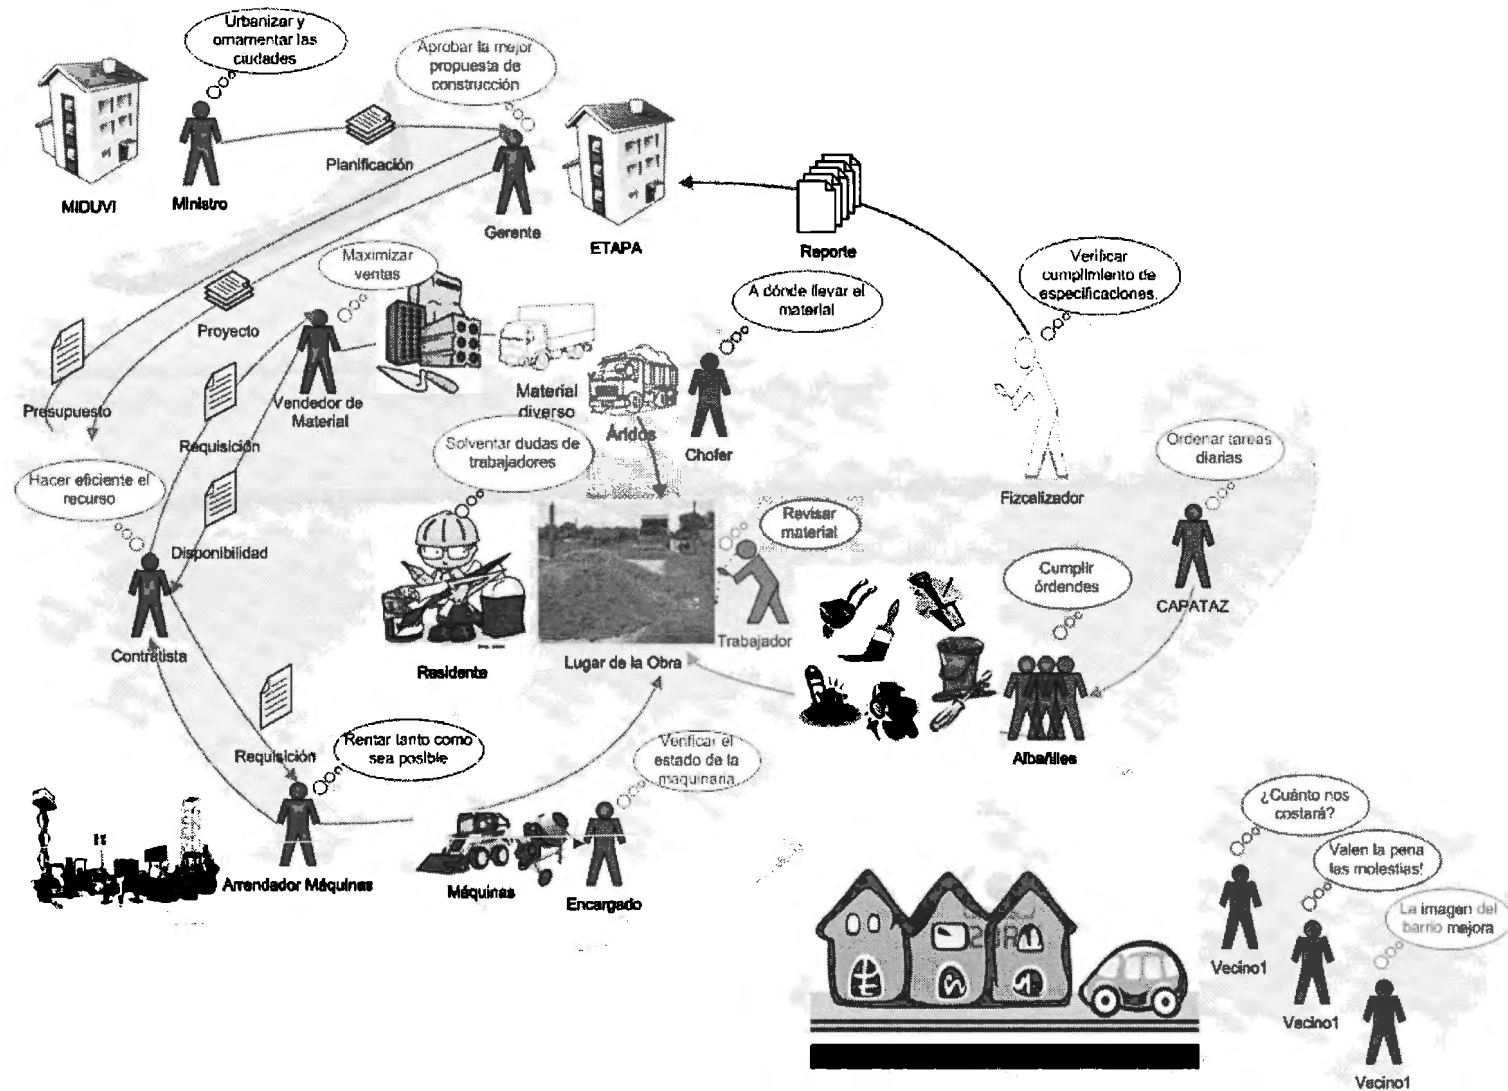 Urbanizar y
ornamentar las
ciudades
Aprobar la mejor
propuesta de
construcción
MIDUVI
Ministro
Planificación
Gerente
ETAPA
Reporte
Verificar
cumplimiento de
especificaciones.
Maximizar
ventas
A dónde llevar el
material
Proyecto
Presupuesto
Requisición
Vendedor de
Material
Material
diverso
Áridos
Chofer
Solventar dudas de
trabajadores
Ordenar tareas
diarias
Hacer eficiente el
recurso
Fizcalizador
Revisar
material
Disponibilidad
Cumplir
órdendes
CAPATAZ
Contratista
Residente
Lugar de la Obra
Trabajador
Requisición
Rentar tanto como
sea posible
Verificar el
estado de la
maquinaria
Albañiles
Arrendador Máquinas
Máquinas
Encargado
¿Cuánto nos
costará?
Valen la pena
las molestias!
La imagen del
barrio mejora
Vecino1
Vecino1
Vecino1